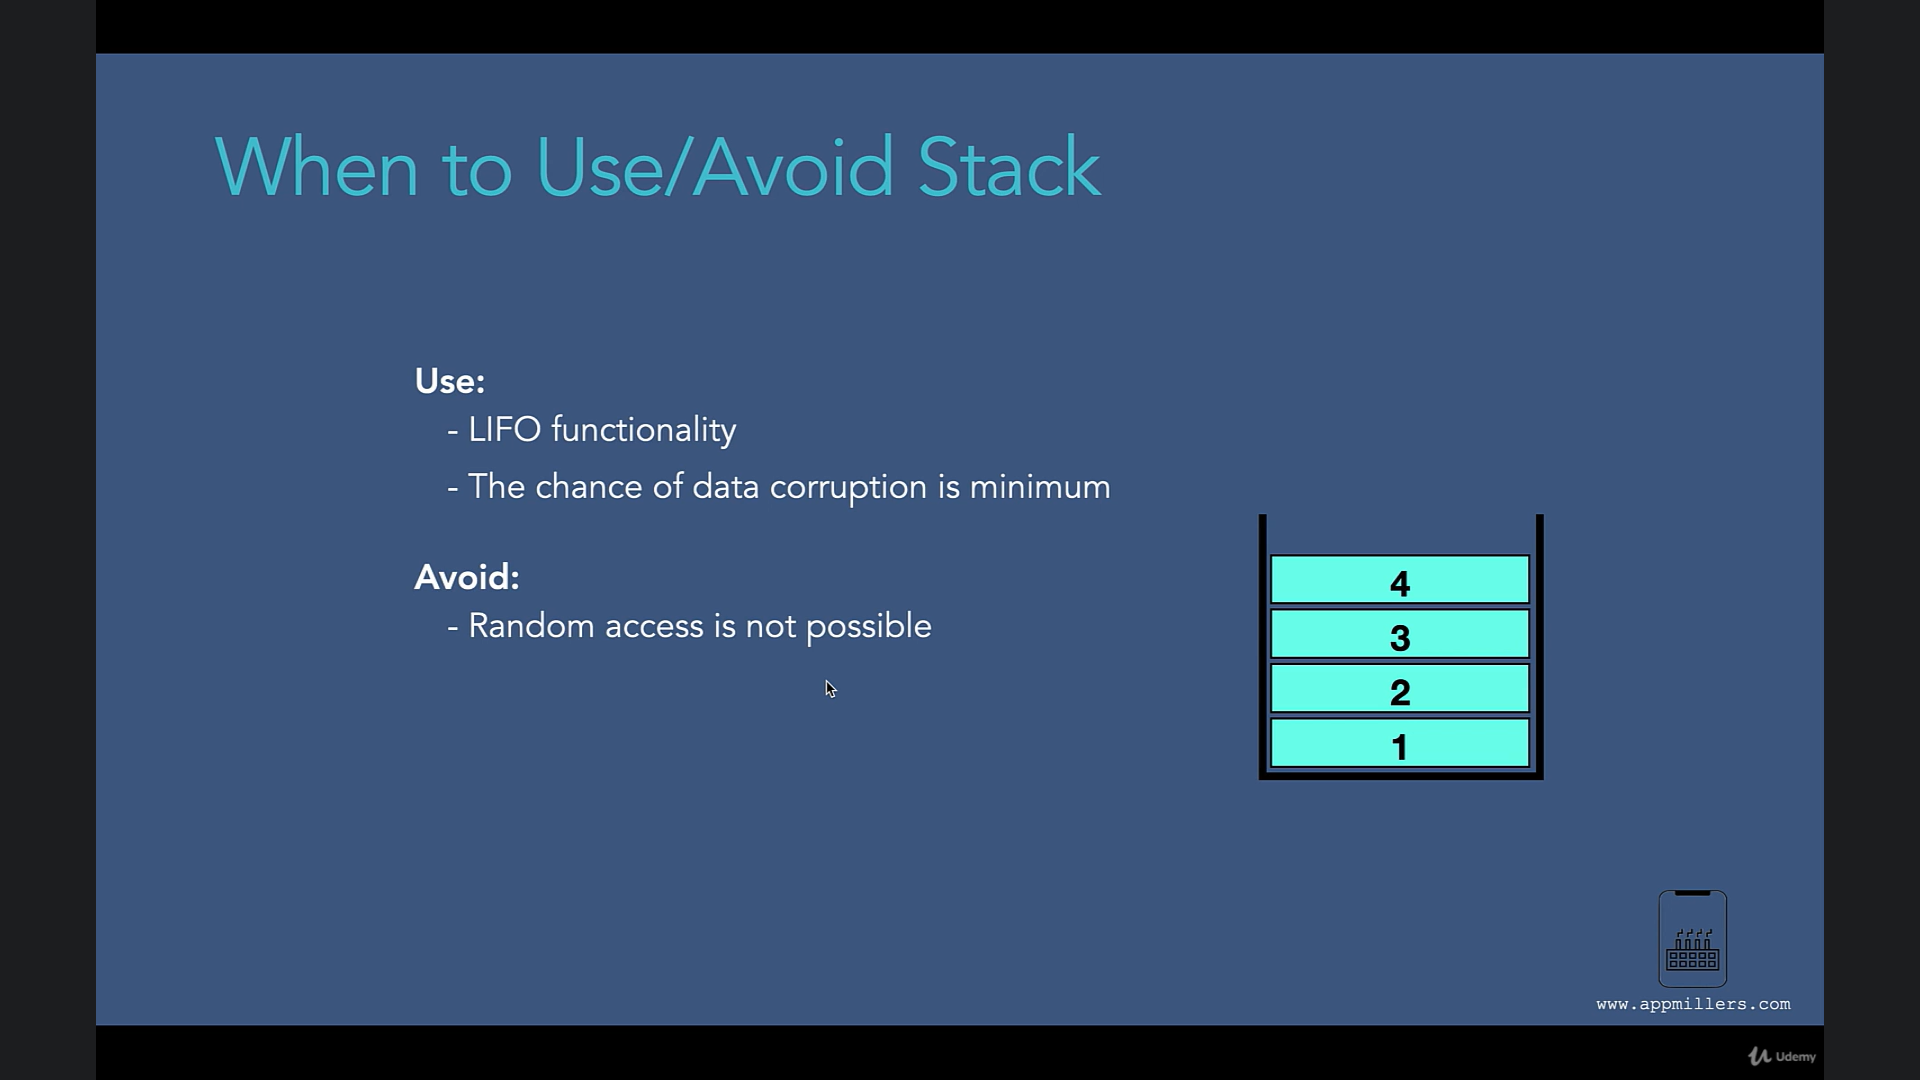 When to Use/Avoid Stack
Use:
- LIFO functionality
- The chance of data corruption is minimum
Avoid:
- Random access is not possible
4
3
2
1
www.appmillers.com
Udemy